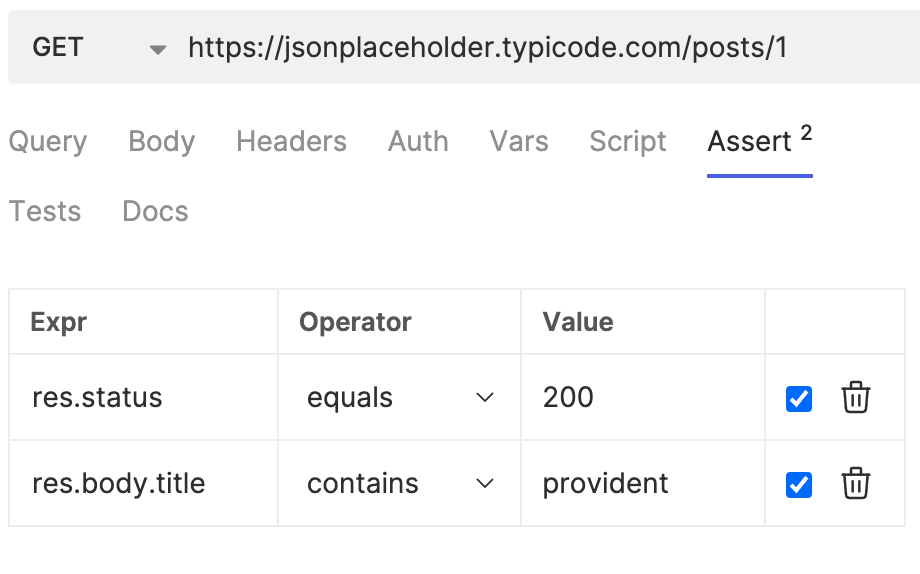 GET https://jsonplaceholder.typicode.com/posts/1
Query Body Headers Auth Vars Script Assert 2
Tests Docs
Expr Operator Value
res.status equals 200
res.body.title contains provident